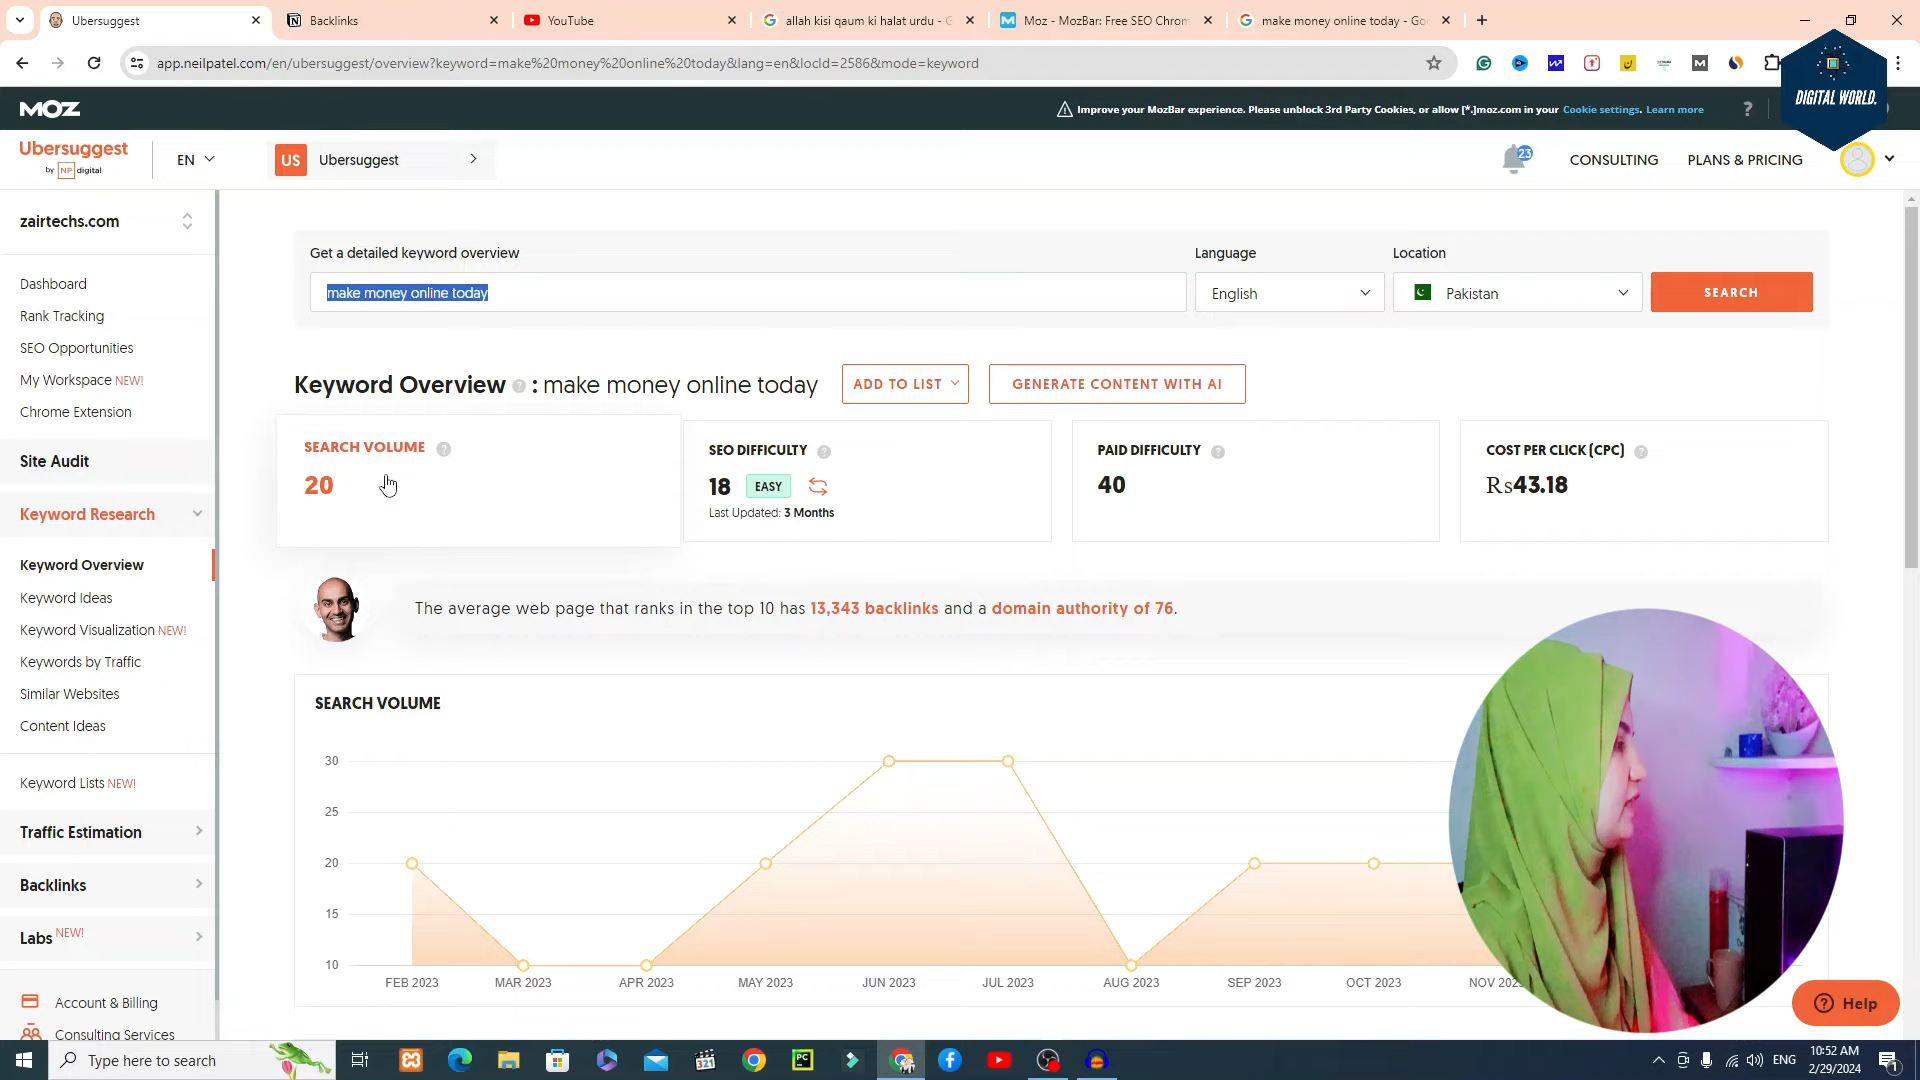 Ubersuggest
Backlinks
YouTube
allah kisi qaum ki halat urdu - G
Moz - MozBar: Free SEO Chrom
make money online today - Goo
app.neilpatel.com/en/ubersuggest/overview?keyword=make%20money%20online%20today&lang=en&locId=2586&mode=keyword
MOZ
Improve your MozBar experience. Please unblock 3rd Party Cookies, or allow [*.]moz.com in your Cookie settings. Learn more
?
DIGITAL WORLD.
Ubersuggest
by NP digital
EN
US Ubersuggest
23
CONSULTING
PLANS & PRICING
zairtechs.com
Dashboard
Rank Tracking
SEO Opportunities
My Workspace NEW!
Chrome Extension
Site Audit
Keyword Research
Keyword Overview
Keyword Ideas
Keyword Visualization NEW!
Keywords by Traffic
Similar Websites
Content Ideas
Keyword Lists NEW!
Traffic Estimation
Backlinks
Labs NEW!
Account & Billing
Consulting Services
Get a detailed keyword overview
Language
Location
make money online today
English
Pakistan
SEARCH
Keyword Overview ? : make money online today
ADD TO LIST
GENERATE CONTENT WITH AI
SEARCH VOLUME ?
20
SEO DIFFICULTY ?
18 EASY
Last Updated: 3 Months
PAID DIFFICULTY ?
40
COST PER CLICK (CPC) ?
Rs43.18
The average web page that ranks in the top 10 has 13,343 backlinks and a domain authority of 76.
SEARCH VOLUME
30
25
20
15
10
FEB 2023
MAR 2023
APR 2023
MAY 2023
JUN 2023
JUL 2023
AUG 2023
SEP 2023
OCT 2023
NOV 2023
? Help
Type here to search
ENG
10:52 AM
2/29/2024
1